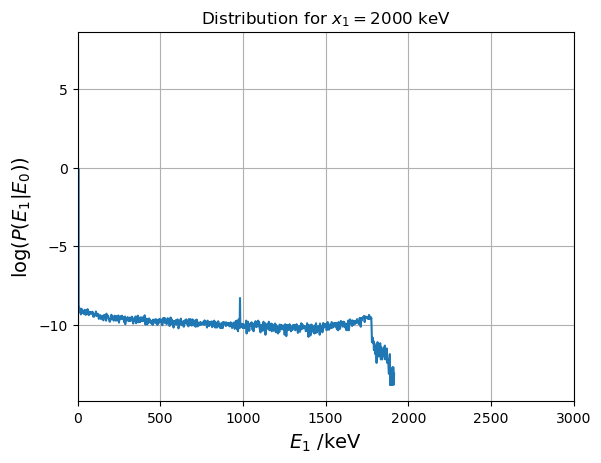 Distribution for x₁ = 2000 keV
log(P(E₁|E₀))
5
0
−5
−10
0 500 1000 1500 2000 2500 3000
E₁ /keV